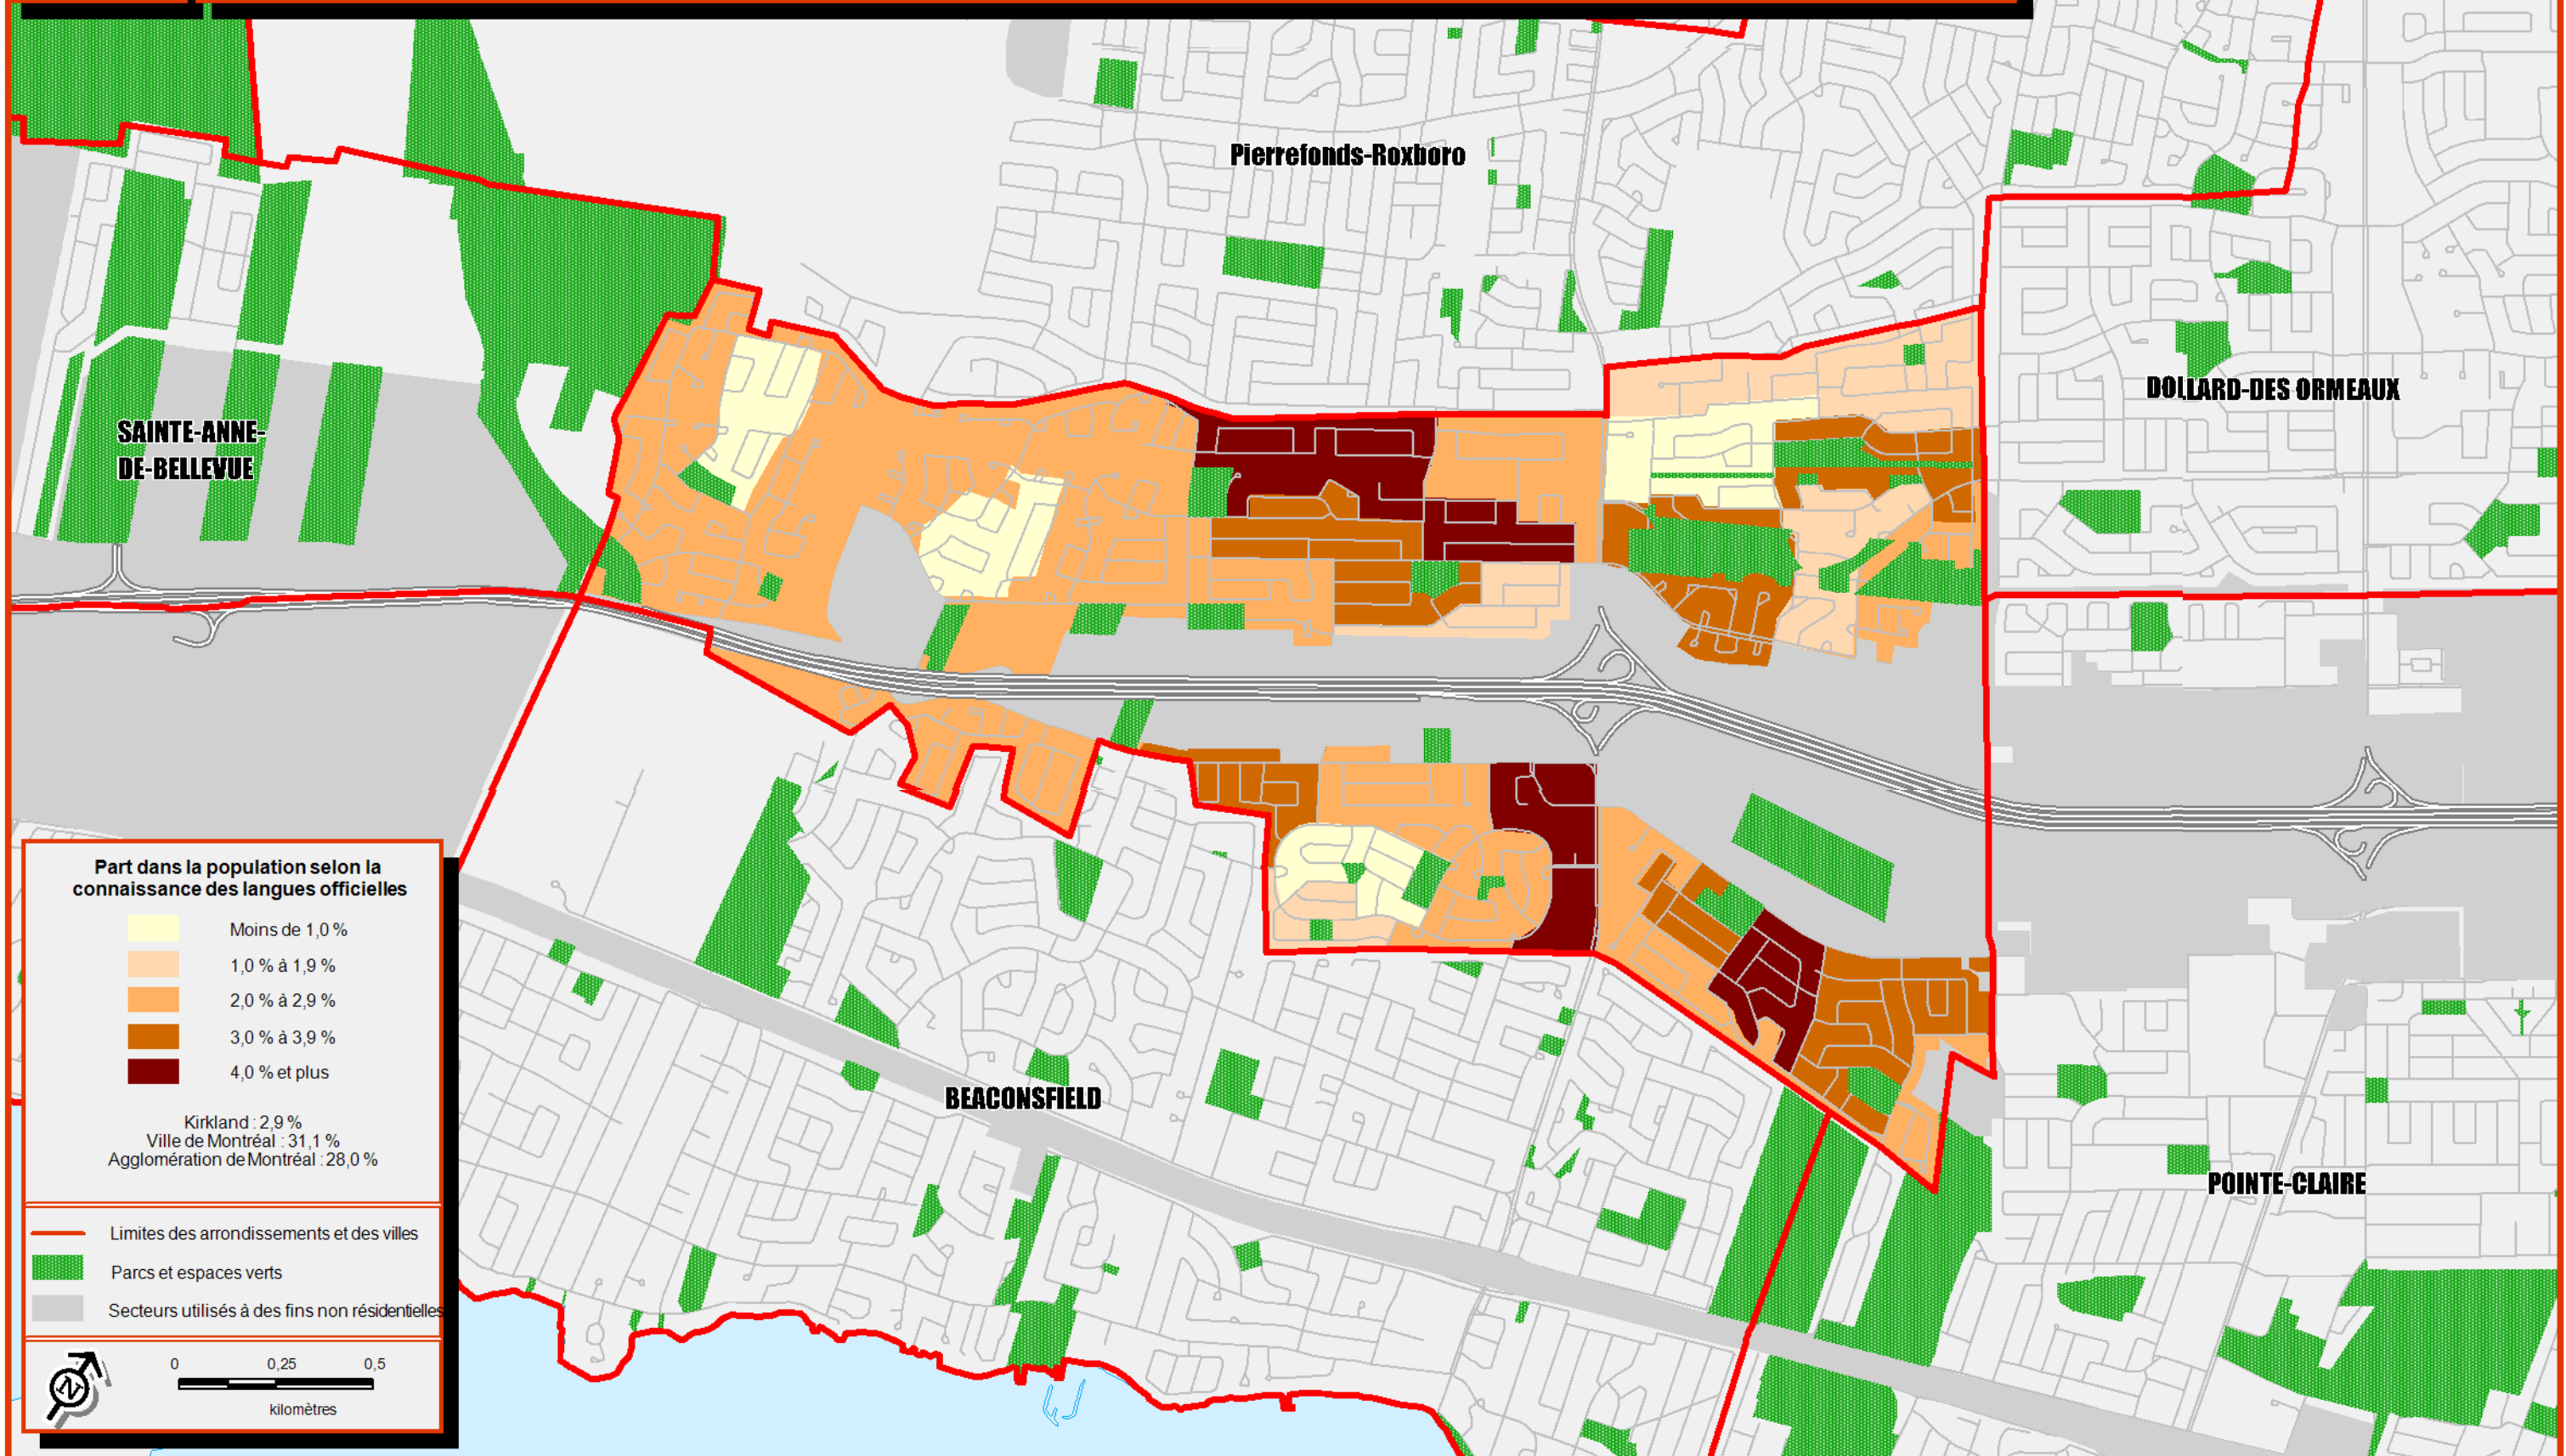 Pierrefonds-Roxboro
DOLLARD-DES ORMEAUX
SAINTE-ANNE-
DE-BELLEVUE
BEACONSFIELD
POINTE-CLAIRE
Part dans la population selon la
connaissance des langues officielles
Moins de 1,0 %
1,0 % à 1,9 %
2,0 % à 2,9 %
3,0 % à 3,9 %
4,0 % et plus
Kirkland : 2,9 %
Ville de Montréal : 31,1 %
Agglomération de Montréal : 28,0 %
Limites des arrondissements et des villes
Parcs et espaces verts
Secteurs utilisés à des fins non résidentielles
N
0 0,25 0,5
kilomètres